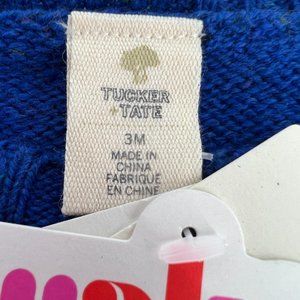 TUCKER
+ TATE
3M
MADE IN
CHINA
FABRIQUÉ
EN CHINE